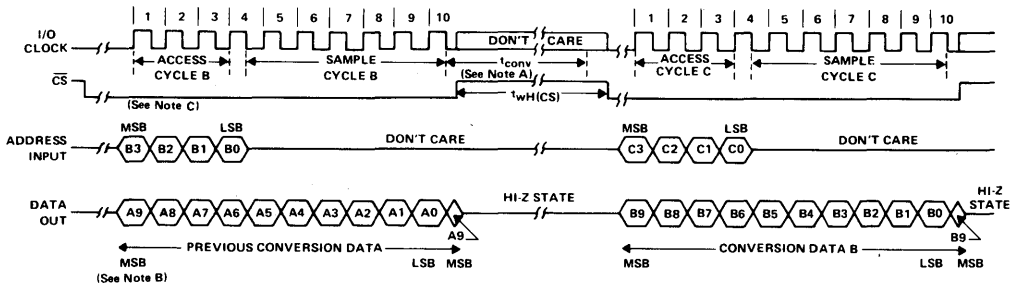 1 2 3 4 5 6 7 8 9 10 1 2 3 4 5 6 7 8 9 10
I/O
CLOCK
DON'T CARE
ACCESS
CYCLE B
SAMPLE
CYCLE B
tconv
(See Note A)
ACCESS
CYCLE C
SAMPLE
CYCLE C
CS
(See Note C)
twH(CS)
MSB LSB MSB LSB
ADDRESS
INPUT
B3 B2 B1 B0 DON'T CARE C3 C2 C1 C0 DON'T CARE
DATA
OUT
A9 A8 A7 A6 A5 A4 A3 A2 A1 A0 HI-Z STATE B9 B8 B7 B6 B5 B4 B3 B2 B1 B0 HI-Z
STATE
A9 B9
PREVIOUS CONVERSION DATA CONVERSION DATA B
MSB LSB MSB MSB LSB MSB
(See Note B)